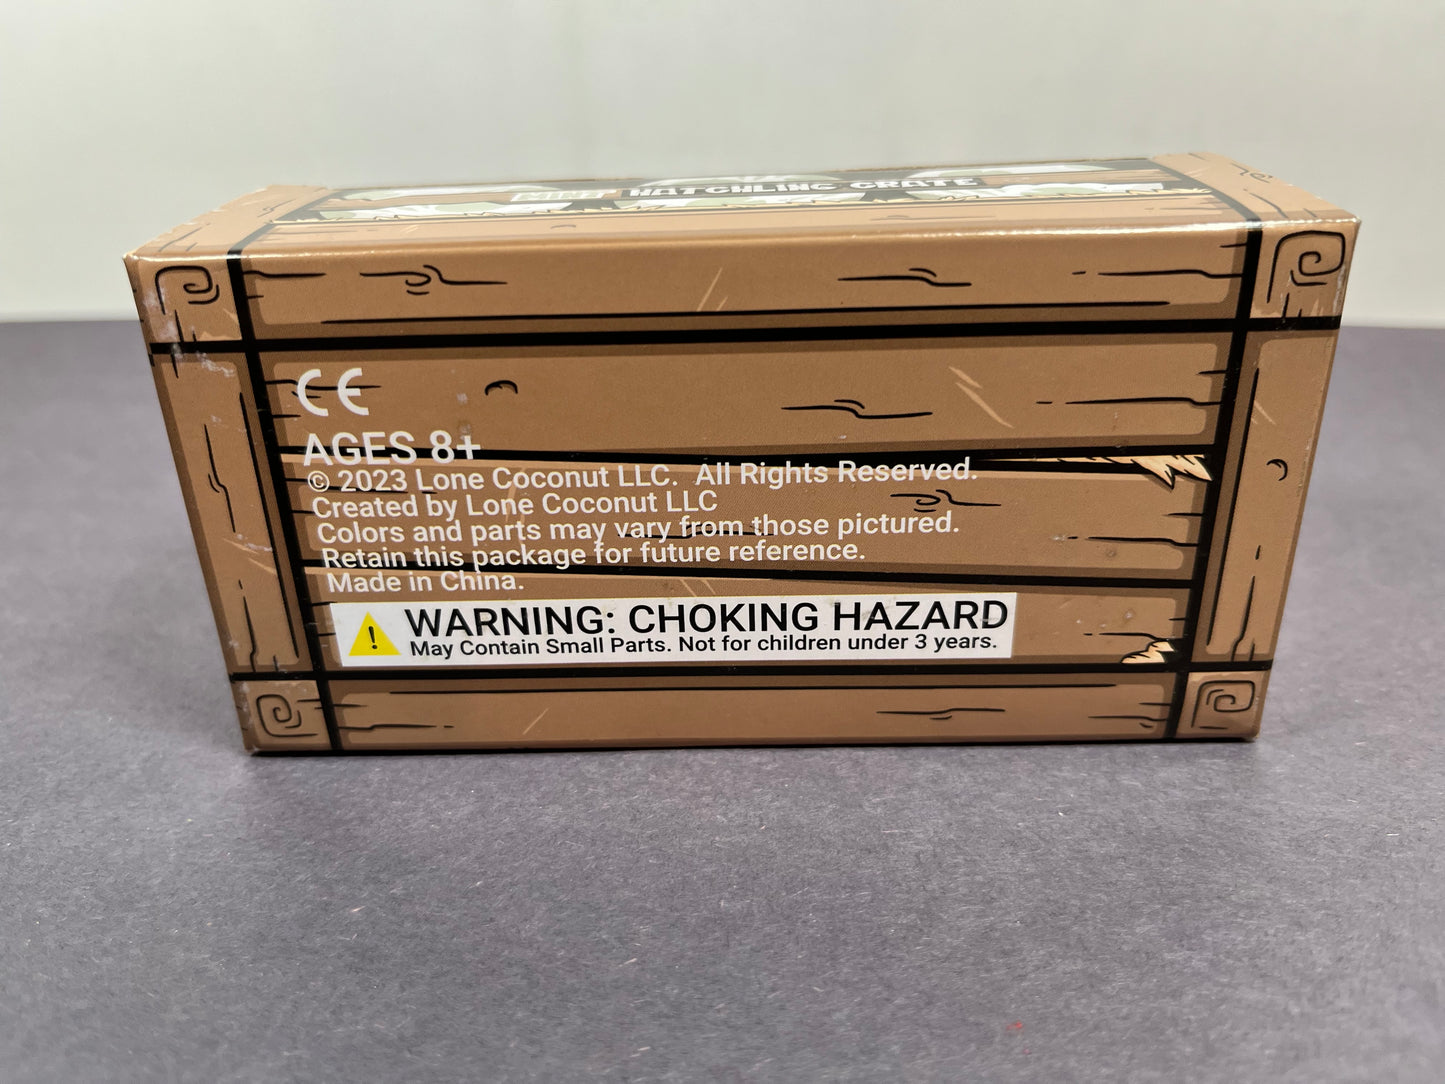 HATCHLING CRATE
CE
AGES 8+
© 2023 Lone Coconut LLC. All Rights Reserved.
Created by Lone Coconut LLC
Colors and parts may vary from those pictured.
Retain this package for future reference.
Made in China.
! WARNING: CHOKING HAZARD
May Contain Small Parts. Not for children under 3 years.